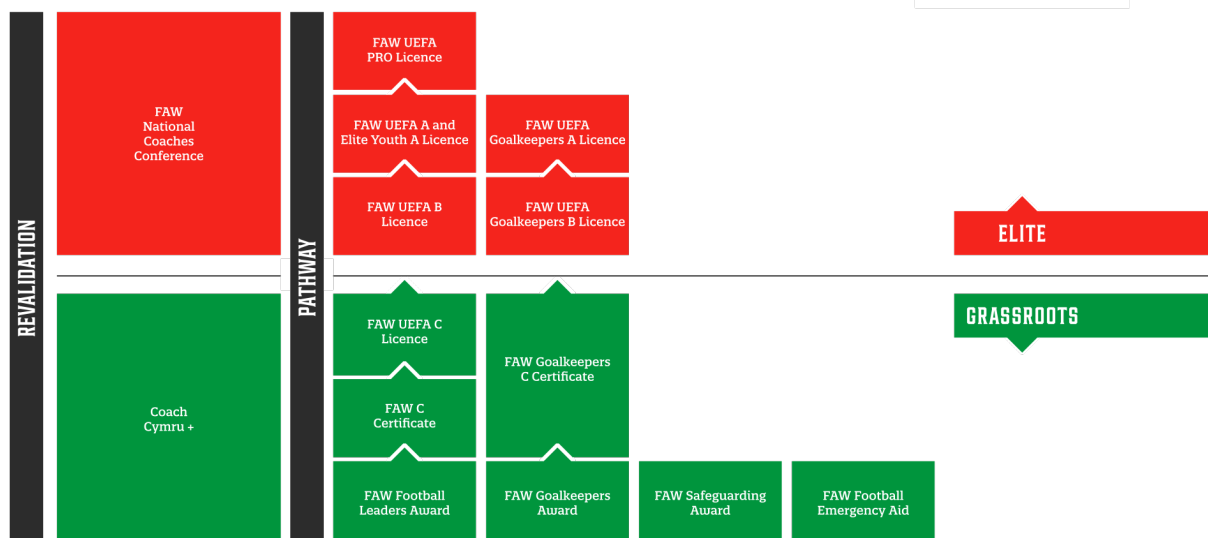 REVALIDATION
FAW
National
Coaches
Conference
Coach
Cymru +
PATHWAY
FAW UEFA
PRO Licence
FAW UEFA A and
Elite Youth A Licence
FAW UEFA
Goalkeepers A Licence
FAW UEFA B
Licence
FAW UEFA
Goalkeepers B Licence
ELITE
GRASSROOTS
FAW UEFA C
Licence
FAW Goalkeepers
C Certificate
FAW C
Certificate
FAW Football
Leaders Award
FAW Goalkeepers
Award
FAW Safeguarding
Award
FAW Football
Emergency Aid